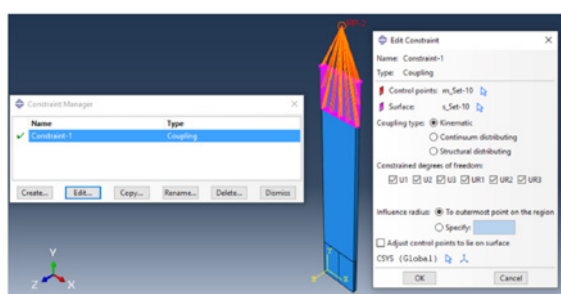 RP-2
Constraint Manager
Name Type
Constraint-1 Coupling
Create... Edit... Copy... Rename... Delete... Dismiss
Y
Z X
Edit Constraint
Name: Constraint-1
Type: Coupling
Control points: m_Set-10
Surface: s_Set-10
Coupling type: Kinematic
Continuum distributing
Structural distributing
Constrained degrees of freedom:
U1 U2 U3 UR1 UR2 UR3
Influence radius: To outermost point on the region
Specify:
Adjust control points to lie on surface
CSYS (Global)
OK Cancel